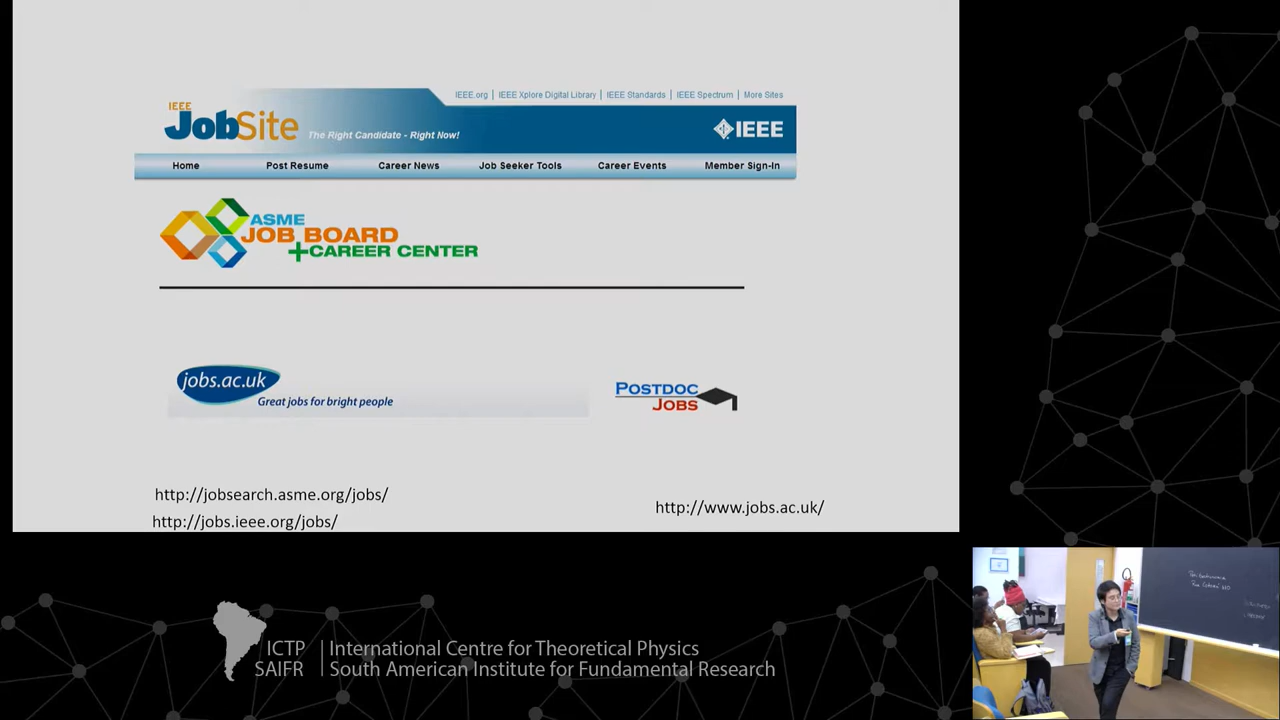 IEEE.org | IEEE Xplore Digital Library | IEEE Standards | IEEE Spectrum | More Sites
IEEE
JobSite
The Right Candidate - Right Now!
IEEE
Home Post Resume Career News Job Seeker Tools Career Events Member Sign-In
ASME
JOB BOARD
+CAREER CENTER
jobs.ac.uk
Great jobs for bright people
POSTDOC
JOBS
http://jobsearch.asme.org/jobs/
http://www.jobs.ac.uk/
http://jobs.ieee.org/jobs/
ICTP
SAIFR
International Centre for Theoretical Physics
South American Institute for Fundamental Research